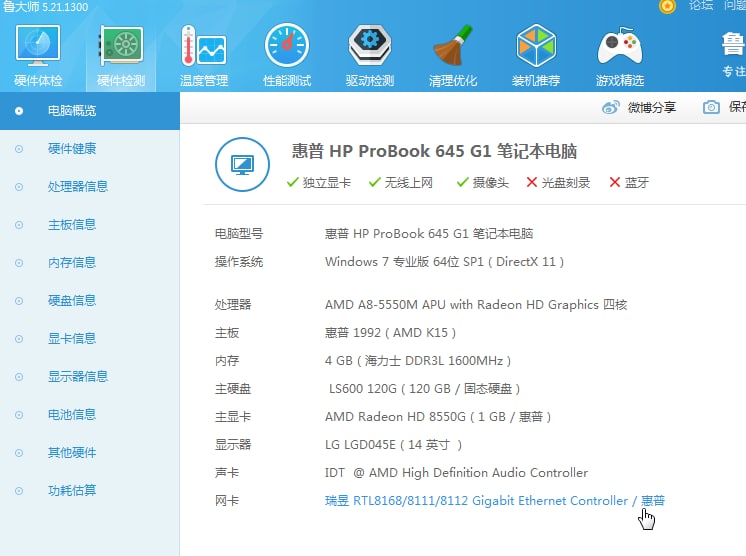 鲁大师 5.21.1300
论坛 问题
硬件体检 硬件检测 温度管理 性能测试 驱动检测 清理优化 装机推荐 游戏精选
鲁
专注
微博分享
电脑概览
硬件健康
处理器信息
主板信息
内存信息
硬盘信息
显卡信息
显示器信息
电池信息
其他硬件
功耗估算
惠普 HP ProBook 645 G1 笔记本电脑
独立显卡 无线上网 摄像头 光盘刻录 蓝牙
电脑型号 惠普 HP ProBook 645 G1 笔记本电脑
操作系统 Windows 7 专业版 64位 SP1 ( DirectX 11 )
处理器 AMD A8-5550M APU with Radeon HD Graphics 四核
主板 惠普 1992 ( AMD K15 )
内存 4 GB ( 海力士 DDR3L 1600MHz )
主硬盘 LS600 120G ( 120 GB / 固态硬盘 )
主显卡 AMD Radeon HD 8550G ( 1 GB / 惠普 )
显示器 LG LGD045E ( 14 英寸 )
声卡 IDT @ AMD High Definition Audio Controller
网卡 瑞昱 RTL8168/8111/8112 Gigabit Ethernet Controller / 惠普